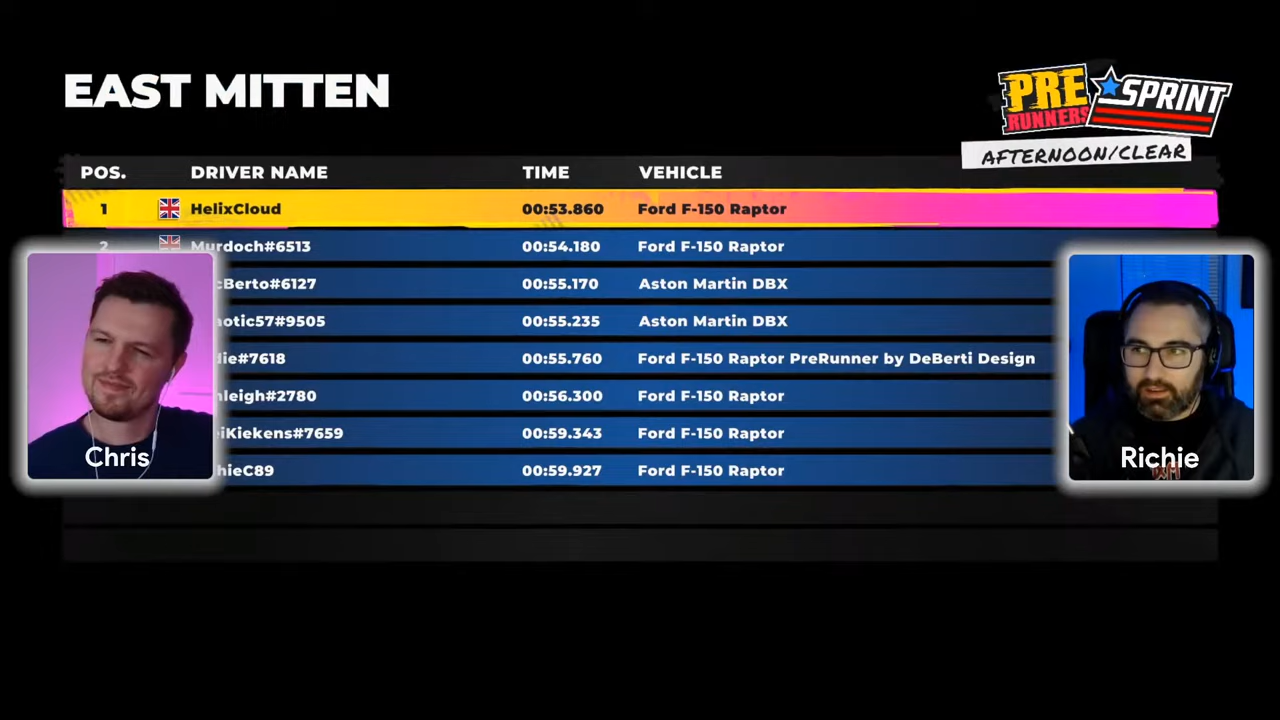 EAST MITTEN
PRE RUNNERS SPRINT
AFTERNOON/CLEAR
POS. DRIVER NAME TIME VEHICLE
1 HelixCloud 00:53.860 Ford F-150 Raptor
2 Murdoch#6513 00:54.180 Ford F-150 Raptor
cBerto#6127 00:55.170 Aston Martin DBX
otic57#9505 00:55.235 Aston Martin DBX
die#7618 00:55.760 Ford F-150 Raptor PreRunner by DeBerti Design
leigh#2780 00:56.300 Ford F-150 Raptor
iKiekens#7659 00:59.343 Ford F-150 Raptor
hieC89 00:59.927 Ford F-150 Raptor
Chris
Richie